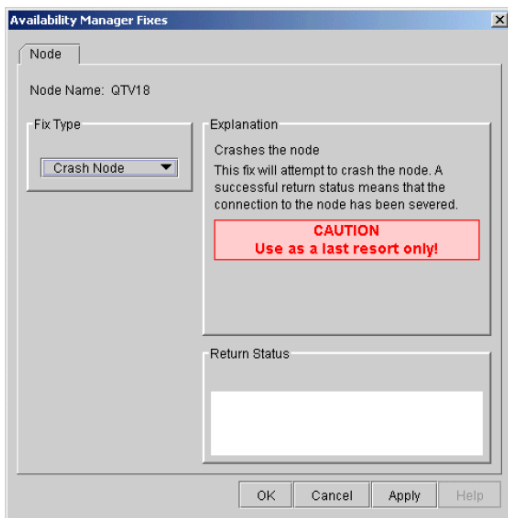 Availability Manager Fixes
Node
Node Name: QTV18
Fix Type
Crash Node
Explanation
Crashes the node
This fix will attempt to crash the node. A
successful return status means that the
connection to the node has been severed.
CAUTION
Use as a last resort only!
Return Status
OK
Cancel
Apply
Help